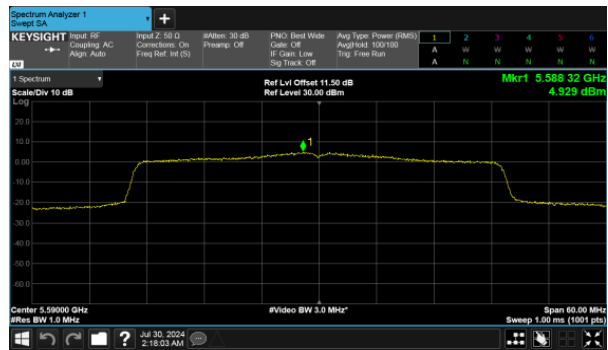 Spectrum Analyzer 1
Swept SA
KEYSIGHT
Input: RF
Coupling: AC
Align: Auto
Input Z: 50 Ω
Corrections: On
Freq Ref: Int (S)
#Atten: 30 dB
Preamp: Off
PNO: Best Wide
Gate: Off
IF Gain: Low
Sig Track: Off
Avg Type: Power (RMS)
Avg|Hold: 100/100
Trig: Free Run
1 2 3 4 5 6
A W W W W W
A N N N N N
LXI
1 Spectrum
Scale/Div 10 dB
Log
Ref Lvl Offset 11.50 dB
Ref Level 30.00 dBm
Mkr1 5.588 32 GHz
4.929 dBm
20.0
10.0
0.00
-10.0
-20.0
-30.0
-40.0
-50.0
-60.0
1
Center 5.59000 GHz
#Res BW 1.0 MHz
#Video BW 3.0 MHz*
Span 60.00 MHz
Sweep 1.00 ms (1001 pts)
?
Jul 30, 2024
2:18:03 AM